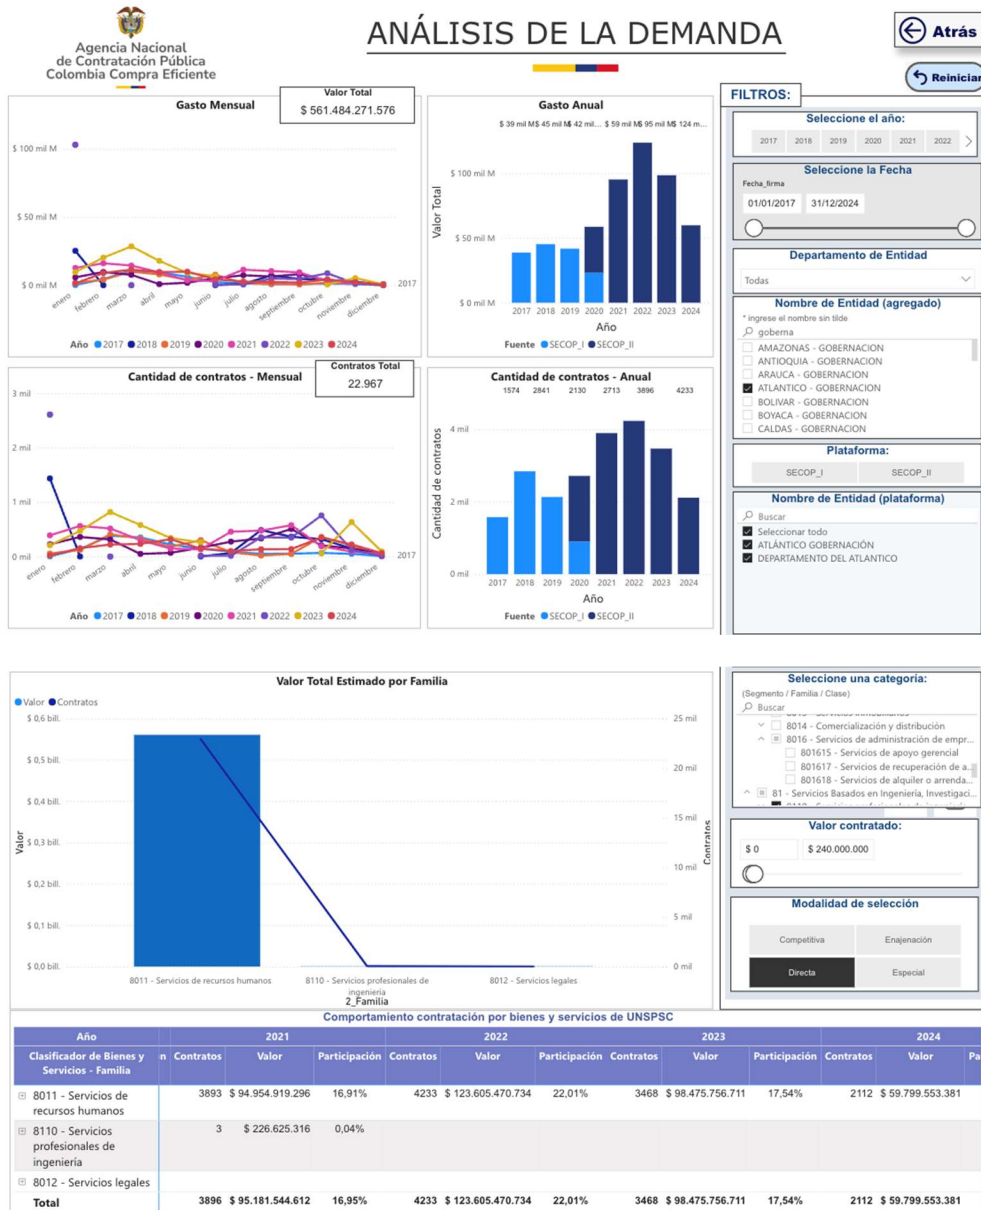 Agencia Nacional
de Contratación Pública
Colombia Compra Eficiente
ANÁLISIS DE LA DEMANDA
Atrás
Reiniciar
Gasto Mensual
Valor Total
$ 561.484.271.576
$ 100 mil M
$ 50 mil M
$ 0 mil M
2017
enero febrero marzo abril mayo junio julio agosto septiembre octubre noviembre diciembre
Año 2017 2018 2019 2020 2021 2022 2023 2024
Gasto Anual
$ 39 mil M $ 45 mil M $ 42 mil... $ 59 mil M $ 95 mil M $ 124 m...
Valor Total
$ 100 mil M
$ 50 mil M
$ 0 mil M
2017 2018 2019 2020 2021 2022 2023 2024
Año
Fuente SECOP_I SECOP_II
FILTROS:
Seleccione el año:
2017 2018 2019 2020 2021 2022
Seleccione la Fecha
Fecha_firma
01/01/2017 31/12/2024
Departamento de Entidad
Todas
Nombre de Entidad (agregado)
* ingrese el nombre sin tilde
goberna
AMAZONAS - GOBERNACION
ANTIOQUIA - GOBERNACION
ARAUCA - GOBERNACION
ATLANTICO - GOBERNACION
BOLIVAR - GOBERNACION
BOYACA - GOBERNACION
CALDAS - GOBERNACION
Cantidad de contratos - Mensual
Contratos Total
22.967
3 mil
2 mil
1 mil
0 mil
2017
enero febrero marzo abril mayo junio julio agosto septiembre octubre noviembre diciembre
Año 2017 2018 2019 2020 2021 2022 2023 2024
Cantidad de contratos - Anual
1574 2841 2130 2713 3896 4233
Cantidad de contratos
4 mil
2 mil
0 mil
2017 2018 2019 2020 2021 2022 2023 2024
Año
Fuente SECOP_I SECOP_II
Plataforma:
SECOP_I SECOP_II
Nombre de Entidad (plataforma)
Buscar
Seleccionar todo
ATLÁNTICO GOBERNACIÓN
DEPARTAMENTO DEL ATLANTICO
Valor Total Estimado por Familia
Valor Contratos
$ 0,6 bill.
$ 0,5 bill.
$ 0,4 bill.
$ 0,3 bill.
$ 0,2 bill.
$ 0,1 bill.
$ 0,0 bill.
Valor
25 mil
20 mil
15 mil
10 mil
5 mil
0 mil
Contratos
8011 - Servicios de recursos humanos
8110 - Servicios profesionales de
ingeniería
8012 - Servicios legales
2_Familia
Seleccione una categoría:
(Segmento / Familia / Clase)
Buscar
8014 - Comercialización y distribución
8016 - Servicios de administración de empr...
801615 - Servicios de apoyo gerencial
801617 - Servicios de recuperación de a...
801618 - Servicios de alquiler o arrenda...
81 - Servicios Basados en Ingeniería, Investigaci...
Valor contratado:
$ 0 $ 240.000.000
Modalidad de selección
Competitiva Enajenación
Directa Especial
Comportamiento contratación por bienes y servicios de UNSPSC
Año 2021 2022 2023 2024
Clasificador de Bienes y
Servicios - Familia
n Contratos Valor Participación Contratos Valor Participación Contratos Valor Participación Contratos Valor Pa
8011 - Servicios de
recursos humanos
3893 $ 94.954.919.296 16,91% 4233 $ 123.605.470.734 22,01% 3468 $ 98.475.756.711 17,54% 2112 $ 59.799.553.381
8110 - Servicios
profesionales de
ingeniería
3 $ 226.625.316 0,04%
8012 - Servicios legales
Total 3896 $ 95.181.544.612 16,95% 4233 $ 123.605.470.734 22,01% 3468 $ 98.475.756.711 17,54% 2112 $ 59.799.553.381